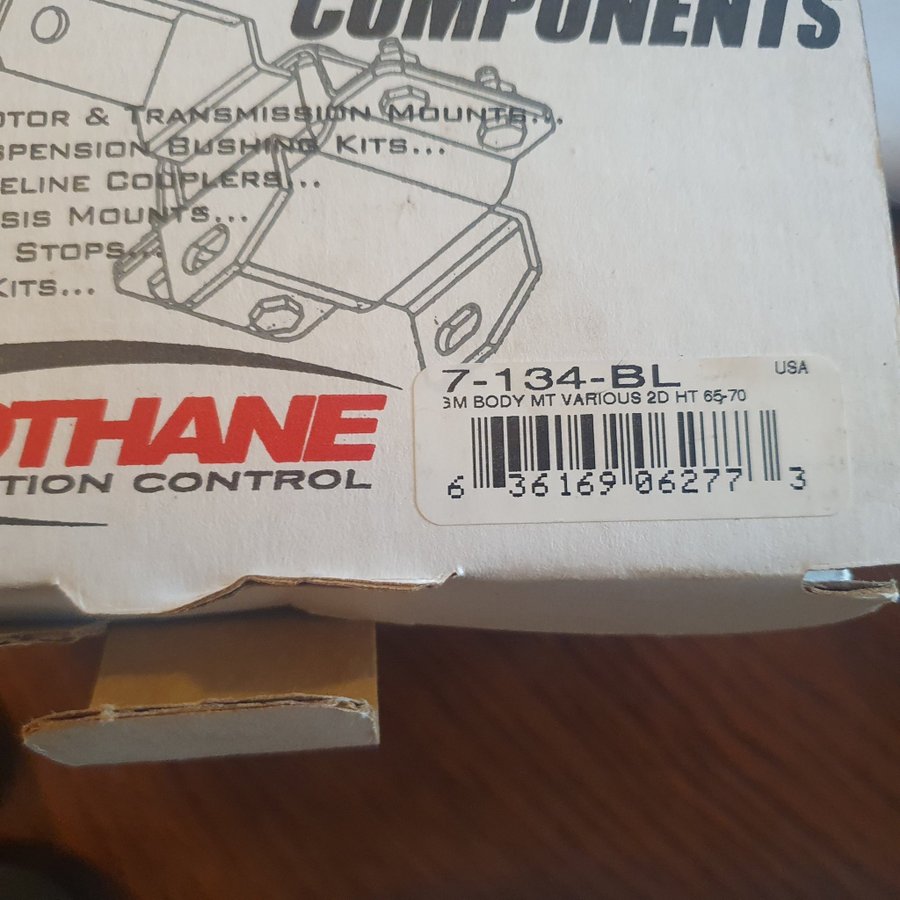 COMPONENTS
OTOR & TRANSMISSION MOUNTS...
SPENSION BUSHING KITS...
ELINE COUPLERS...
SIS MOUNTS...
STOPS...
KITS...
OTHANE
TION CONTROL
7-134-BL USA
GM BODY MT VARIOUS 2D HT 65-70
6 36169 06277 3